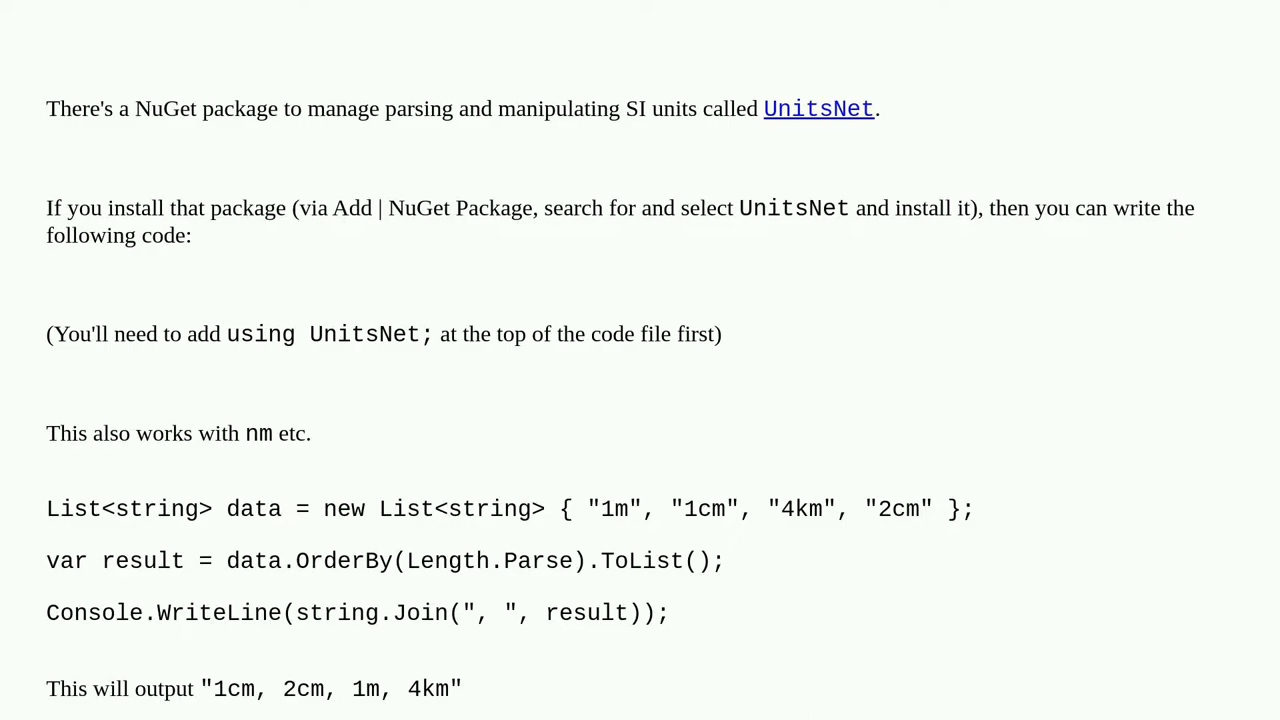 There's a NuGet package to manage parsing and manipulating SI units called UnitsNet.
If you install that package (via Add | NuGet Package, search for and select UnitsNet and install it), then you can write the
following code:
(You'll need to add using UnitsNet; at the top of the code file first)
This also works with nm etc.
List<string> data = new List<string> { "1m", "1cm", "4km", "2cm" };
var result = data.OrderBy(Length.Parse).ToList();
Console.WriteLine(string.Join(", ", result));
This will output "1cm, 2cm, 1m, 4km"